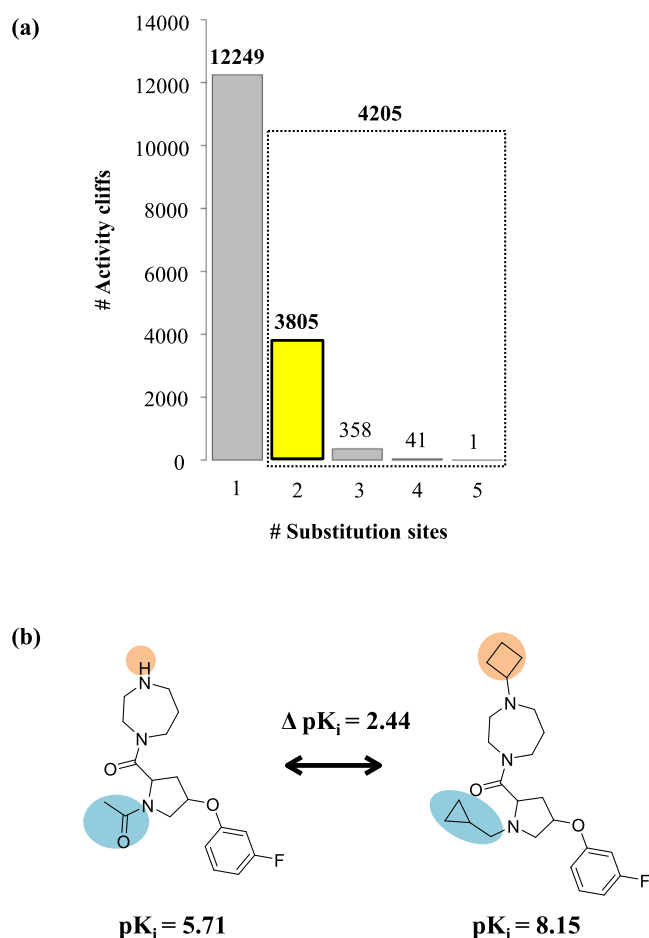 (a)
14000
12249
12000
4205
10000
8000
6000
3805
4000
2000
358
41
1
0
1 2 3 4 5
# Activity cliffs
# Substitution sites
(b)
H
N
N
O
N
O
O
F
pKᵢ = 5.71
Δ pKᵢ = 2.44
N
N
O
N
O
F
pKᵢ = 8.15